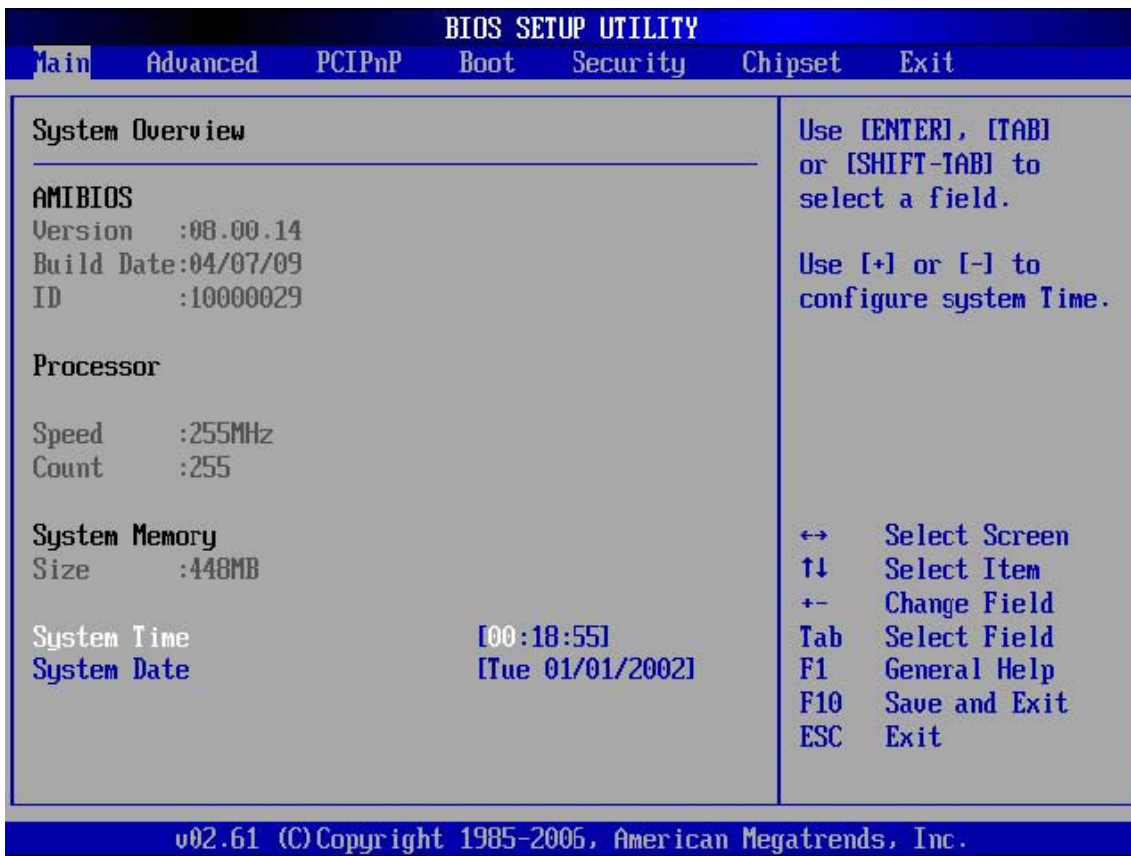 BIOS SETUP UTILITY
Main Advanced PCIPnP Boot Security Chipset Exit
System Overview
AMIBIOS
Version :08.00.14
Build Date:04/07/09
ID :10000029
Processor
Speed :255MHz
Count :255
System Memory
Size :448MB
System Time [00:18:55]
System Date [Tue 01/01/2002]
Use [ENTER], [TAB]
or [SHIFT-TAB] to
select a field.
Use [+] or [-] to
configure system Time.
↔ Select Screen
↑↓ Select Item
+- Change Field
Tab Select Field
F1 General Help
F10 Save and Exit
ESC Exit
v02.61 (C)Copyright 1985-2006, American Megatrends, Inc.